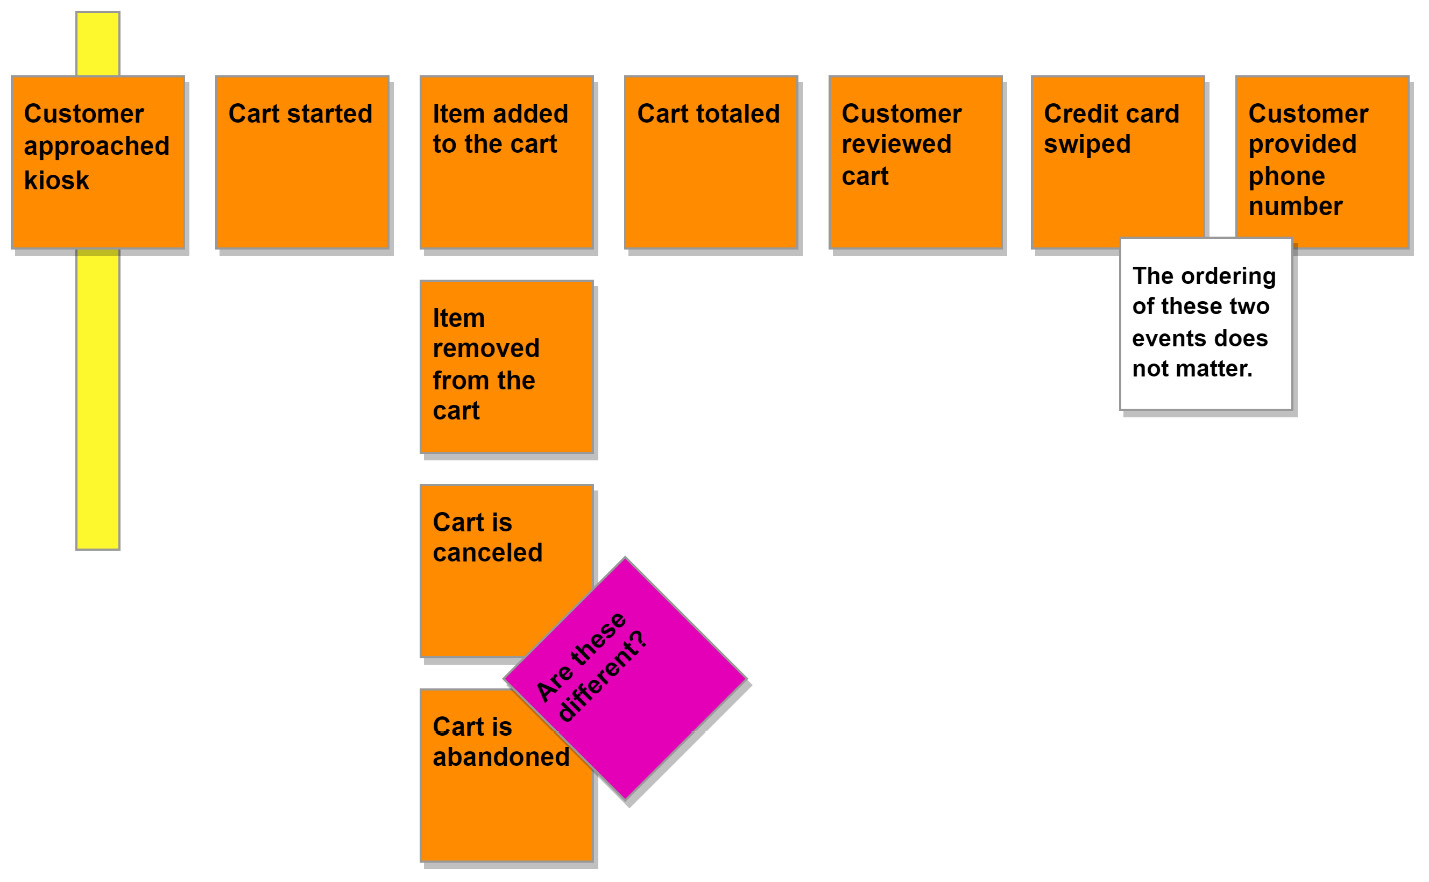 Customer
approached
kiosk
Cart started
Item added
to the cart
Cart totaled
Customer
reviewed
cart
Credit card
swiped
Customer
provided
phone
number
The ordering
of these two
events does
not matter.
Item
removed
from the
cart
Cart is
canceled
Are these
different?
Cart is
abandoned